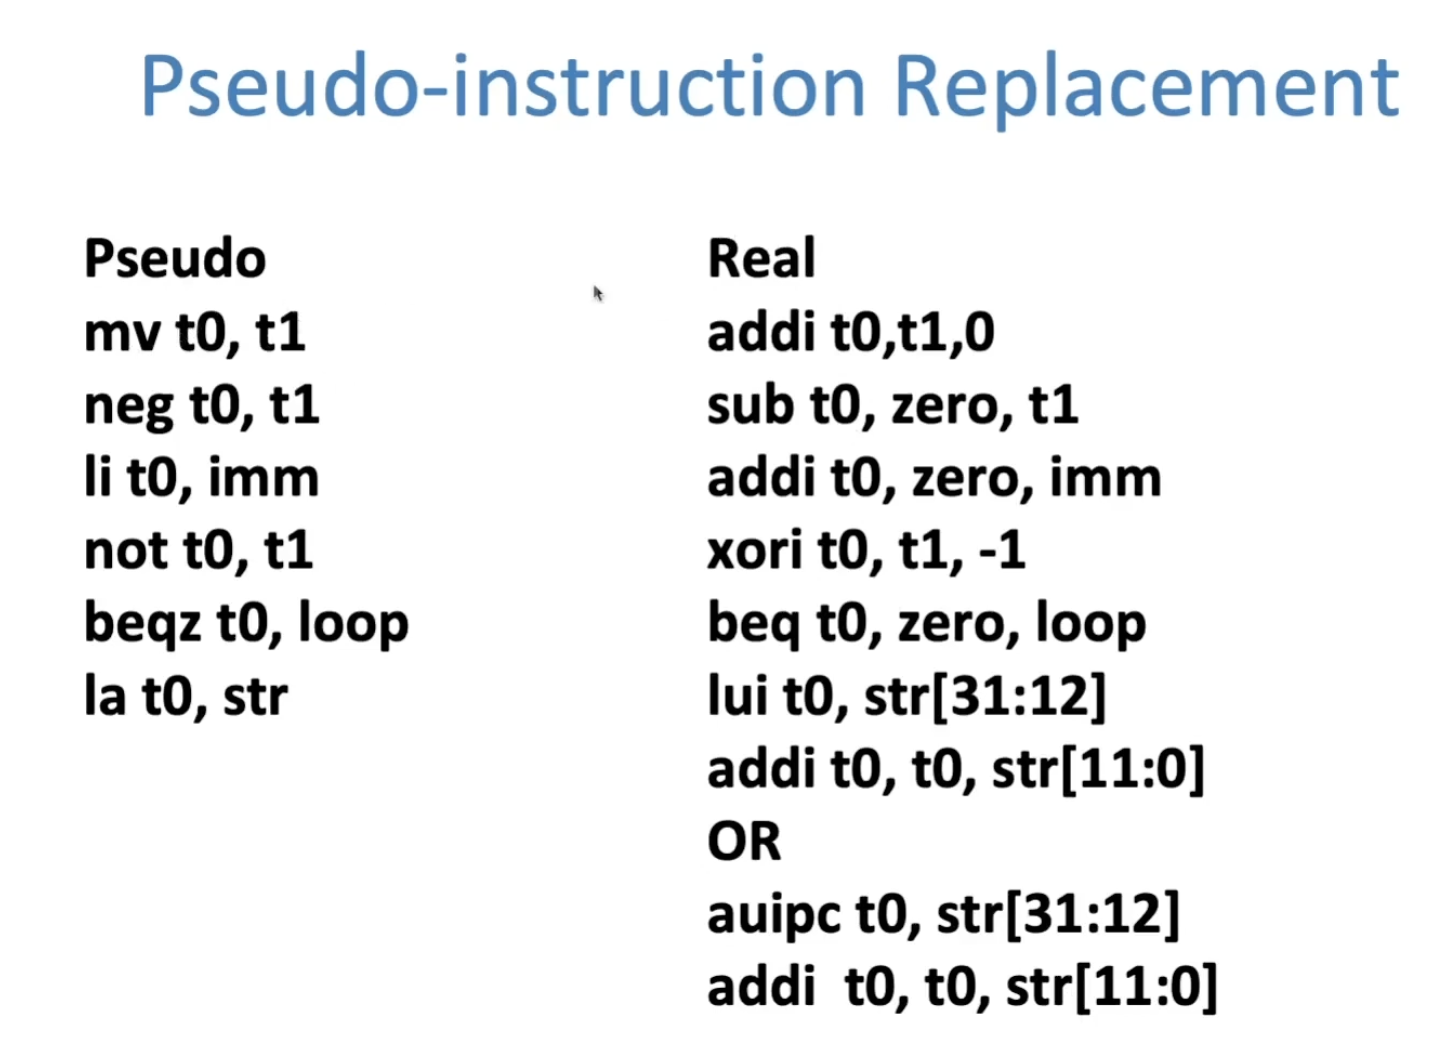 Pseudo-instruction Replacement
Pseudo
mv t0, t1
neg t0, t1
li t0, imm
not t0, t1
beqz t0, loop
la t0, str
Real
addi t0,t1,0
sub t0, zero, t1
addi t0, zero, imm
xori t0, t1, -1
beq t0, zero, loop
lui t0, str[31:12]
addi t0, t0, str[11:0]
OR
auipc t0, str[31:12]
addi  t0, t0, str[11:0]